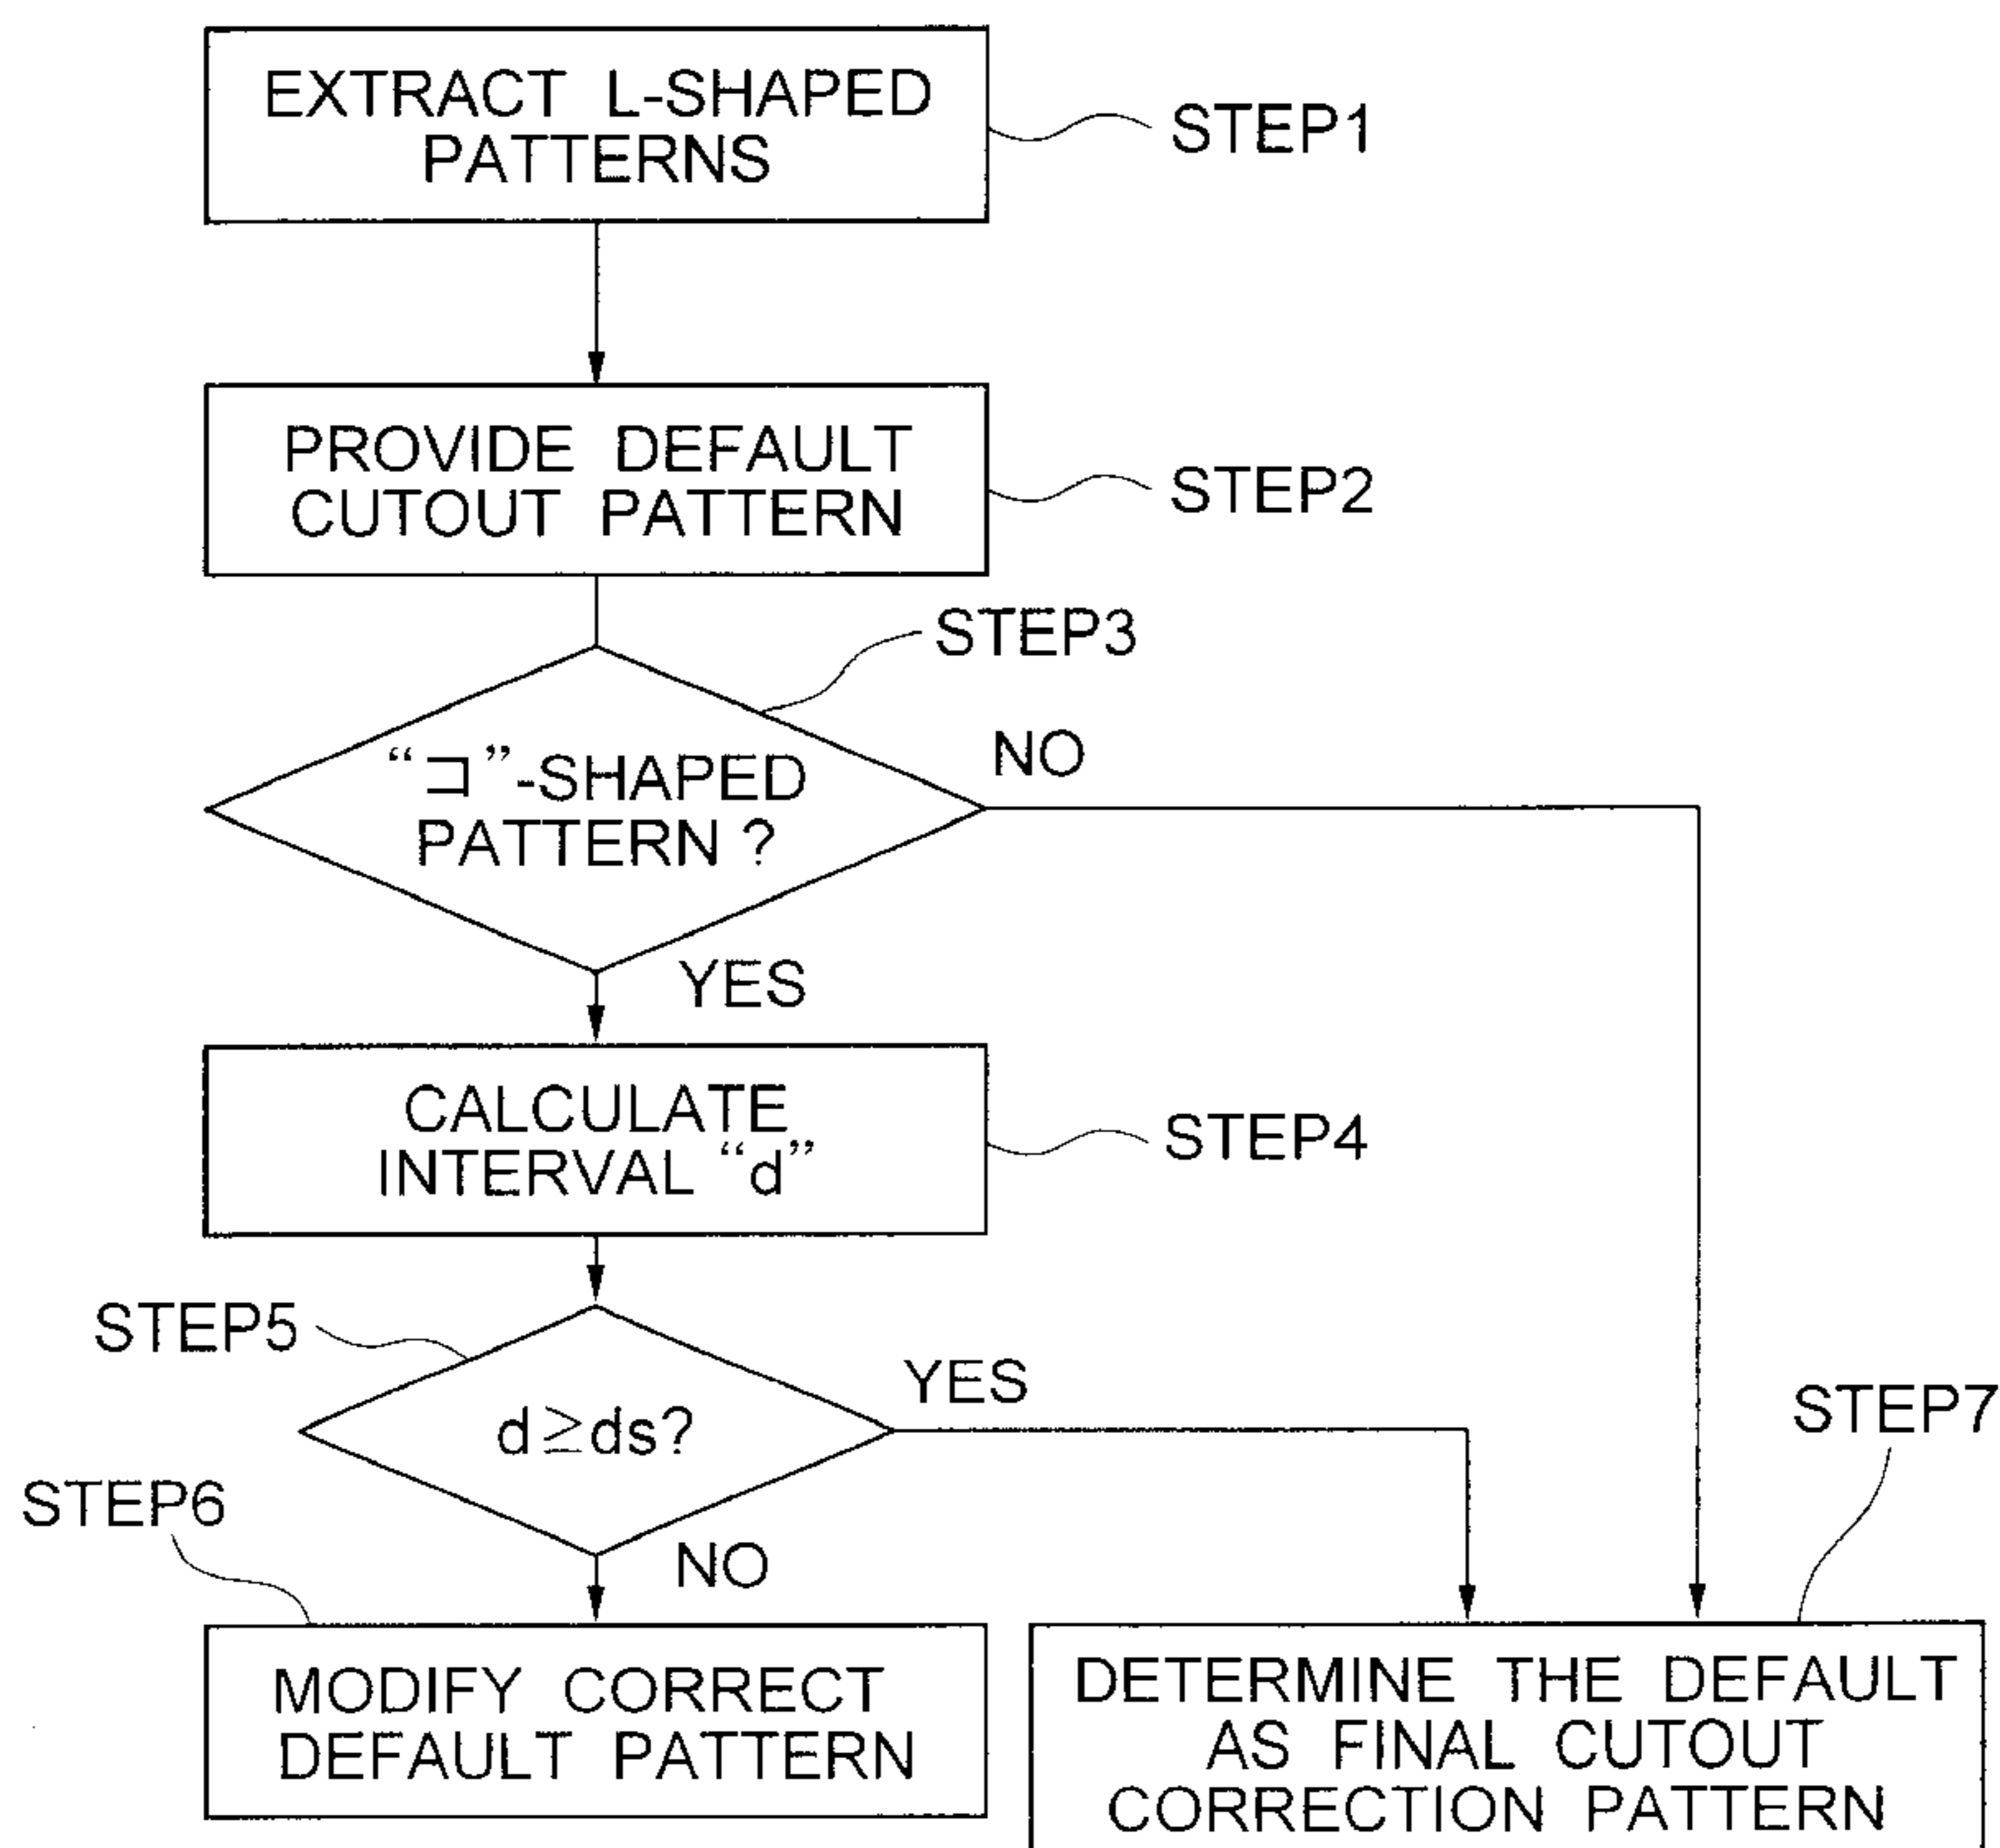 EXTRACT L-SHAPED
PATTERNS
STEP1
PROVIDE DEFAULT
CUTOUT PATTERN
STEP2
STEP3
“コ”-SHAPED
PATTERN ?
NO
YES
CALCULATE
INTERVAL “d”
STEP4
STEP5
d≧ds?
YES
STEP7
STEP6
NO
MODIFY CORRECT
DEFAULT PATTERN
DETERMINE THE DEFAULT
AS FINAL CUTOUT
CORRECTION PATTERN